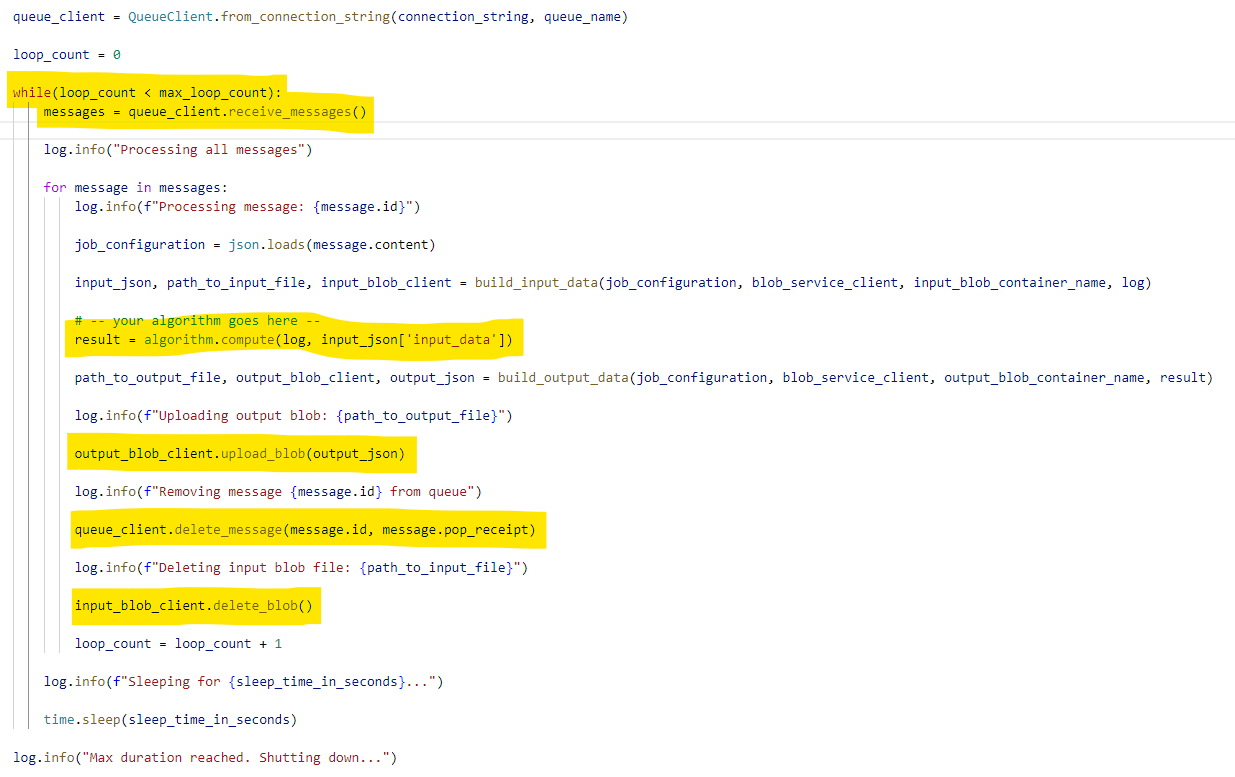 queue_client = QueueClient.from_connection_string(connection_string, queue_name)
loop_count = 0
while(loop_count < max_loop_count):
messages = queue_client.receive_messages()
log.info("Processing all messages")
for message in messages:
log.info(f"Processing message: {message.id}")
job_configuration = json.loads(message.content)
input_json, path_to_input_file, input_blob_client = build_input_data(job_configuration, blob_service_client, input_blob_container_name, log)
# -- your algorithm goes here --
result = algorithm.compute(log, input_json['input_data'])
path_to_output_file, output_blob_client, output_json = build_output_data(job_configuration, blob_service_client, output_blob_container_name, result)
log.info(f"Uploading output blob: {path_to_output_file}")
output_blob_client.upload_blob(output_json)
log.info(f"Removing message {message.id} from queue")
queue_client.delete_message(message.id, message.pop_receipt)
log.info(f"Deleting input blob file: {path_to_input_file}")
input_blob_client.delete_blob()
loop_count = loop_count + 1
log.info(f"Sleeping for {sleep_time_in_seconds}...")
time.sleep(sleep_time_in_seconds)
log.info("Max duration reached. Shutting down...")